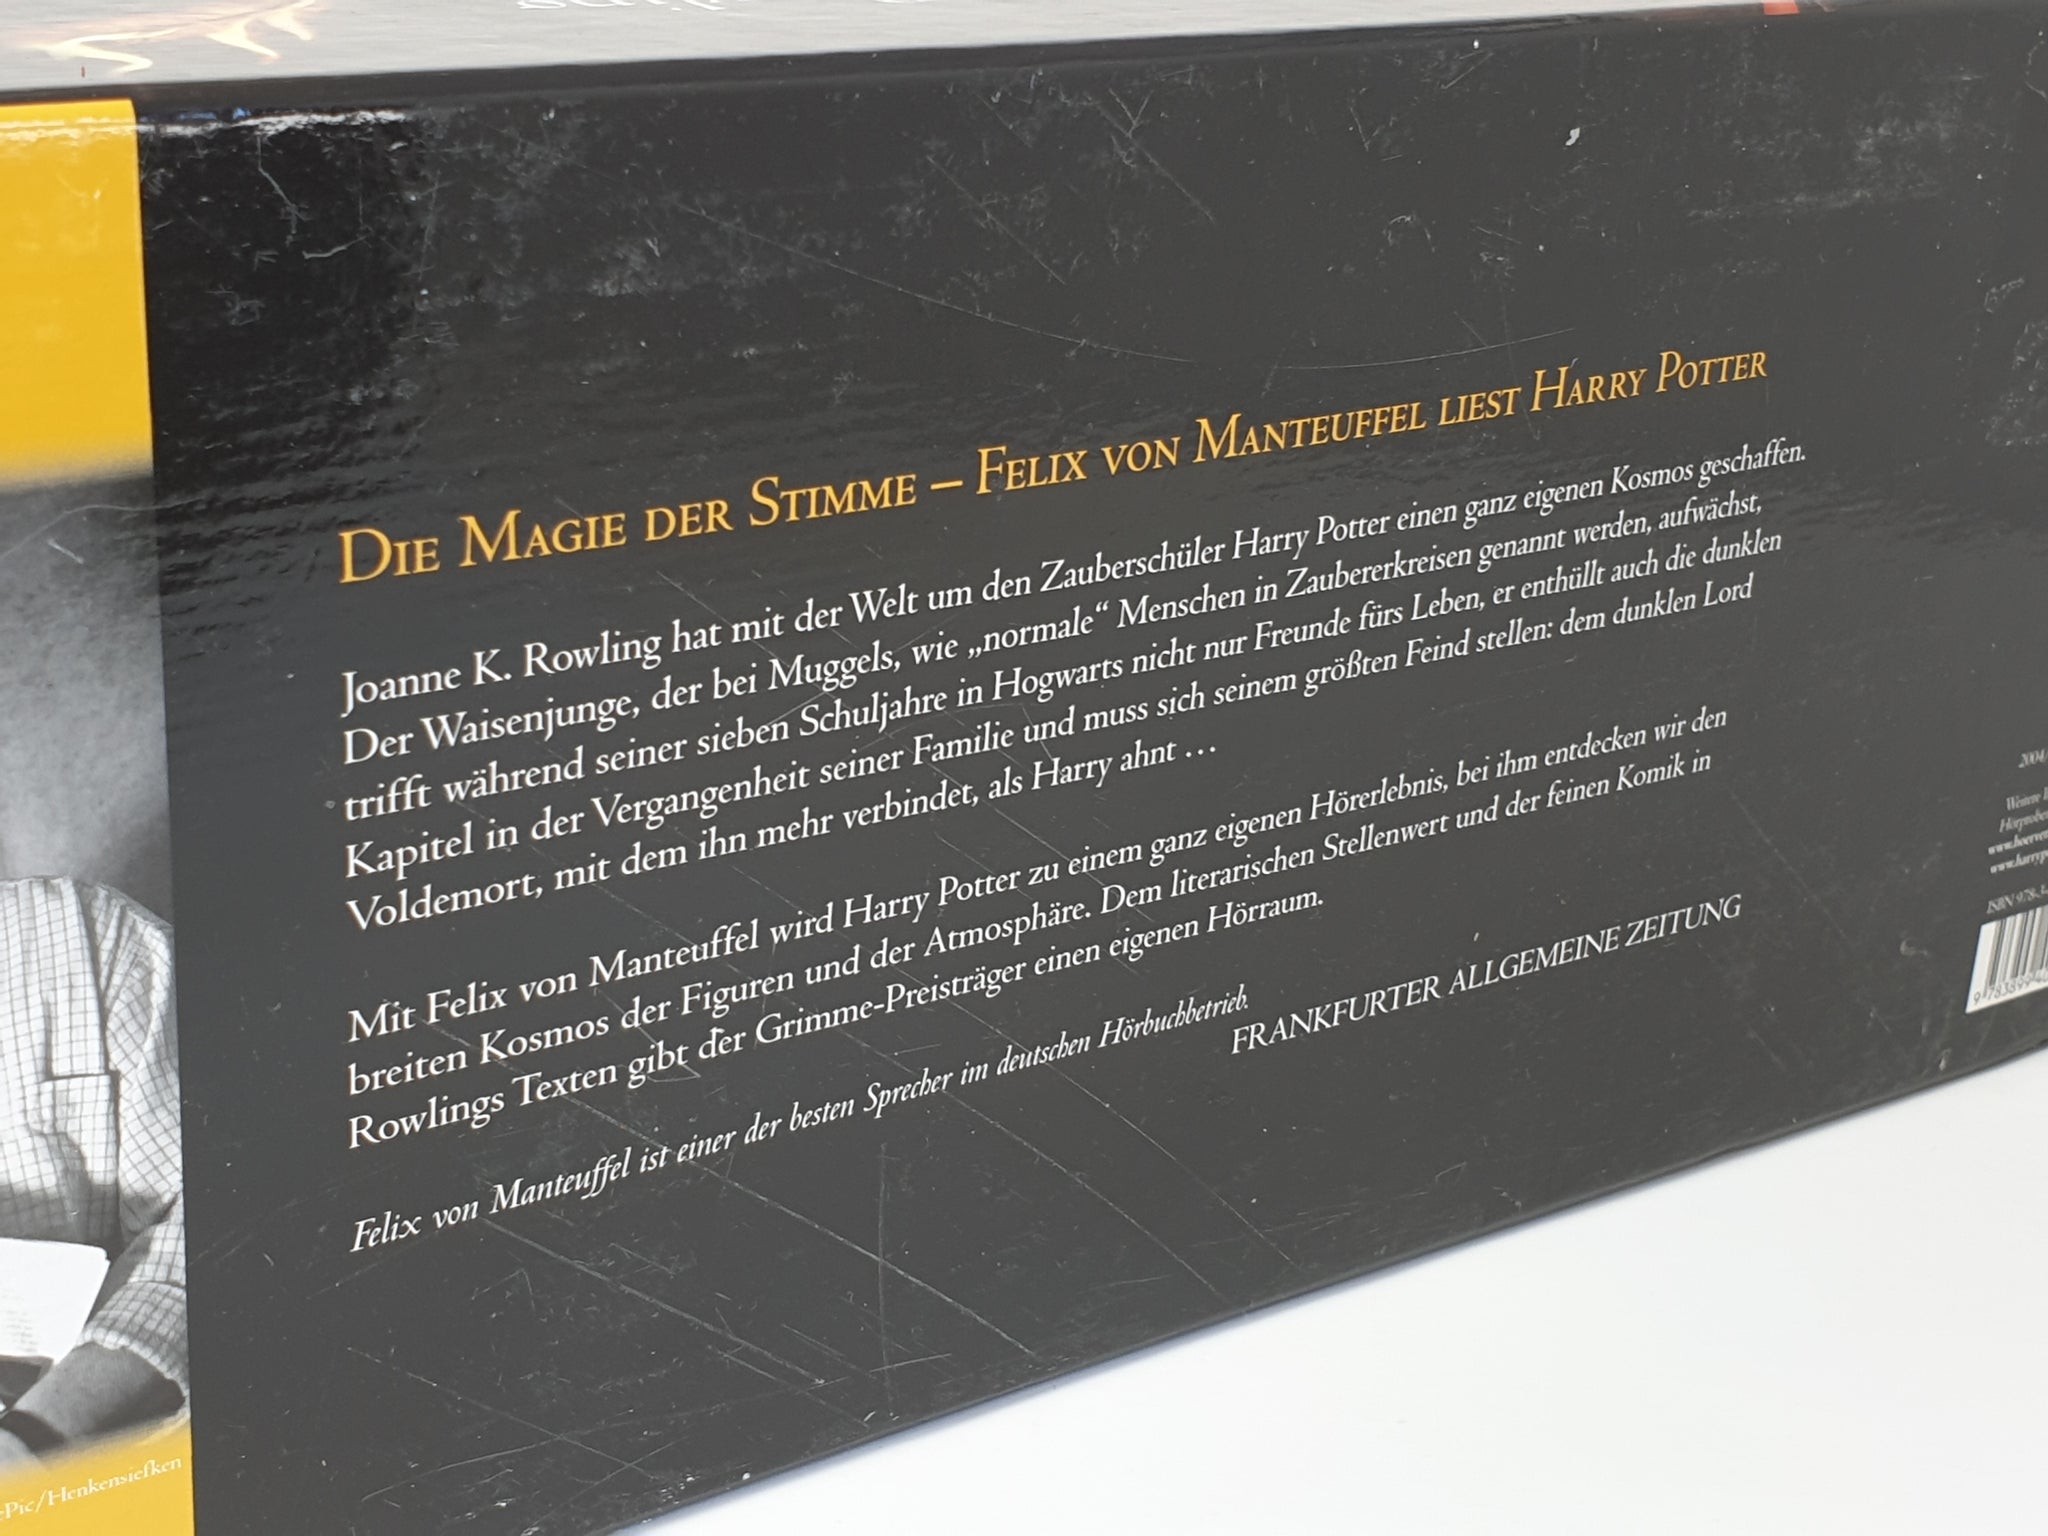 DIE MAGIE DER STIMME – FELIX VON MANTEUFFEL LIEST HARRY POTTER
Joanne K. Rowling hat mit der Welt um den Zauberschüler Harry Potter einen ganz eigenen Kosmos geschaffen.
Der Waisenjunge, der bei Muggels, wie „normale“ Menschen in Zaubererkreisen genannt werden, aufwächst,
trifft während seiner sieben Schuljahre in Hogwarts nicht nur Freunde fürs Leben, er enthüllt auch die dunklen
Kapitel in der Vergangenheit seiner Familie und muss sich seinem größten Feind stellen: dem dunklen Lord
Voldemort, mit dem ihn mehr verbindet, als Harry ahnt …
Mit Felix von Manteuffel wird Harry Potter zu einem ganz eigenen Hörerlebnis, bei ihm entdecken wir den
breiten Kosmos der Figuren und der Atmosphäre. Dem literarischen Stellenwert und der feinen Komik in
Rowlings Texten gibt der Grimme-Preisträger einen eigenen Hörraum.
Felix von Manteuffel ist einer der besten Sprecher im deutschen Hörbuchbetrieb.
FRANKFURTER ALLGEMEINE ZEITUNG
Pic/Henkensiefken
2004
Weitere
ISBN 978-3